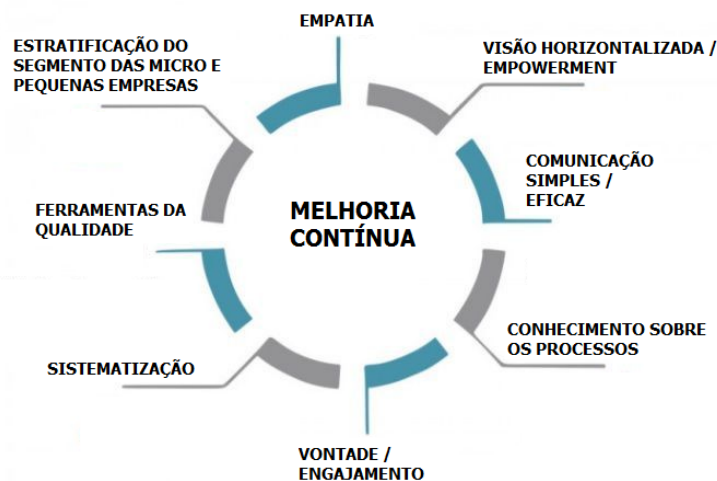 EMPATIA
VISÃO HORIZONTALIZADA /
EMPOWERMENT
COMUNICAÇÃO
SIMPLES /
EFICAZ
CONHECIMENTO SOBRE
OS PROCESSOS
VONTADE /
ENGAJAMENTO
SISTEMATIZAÇÃO
FERRAMENTAS DA
QUALIDADE
ESTRATIFICAÇÃO DO
SEGMENTO DAS MICRO E
PEQUENAS EMPRESAS
MELHORIA
CONTÍNUA